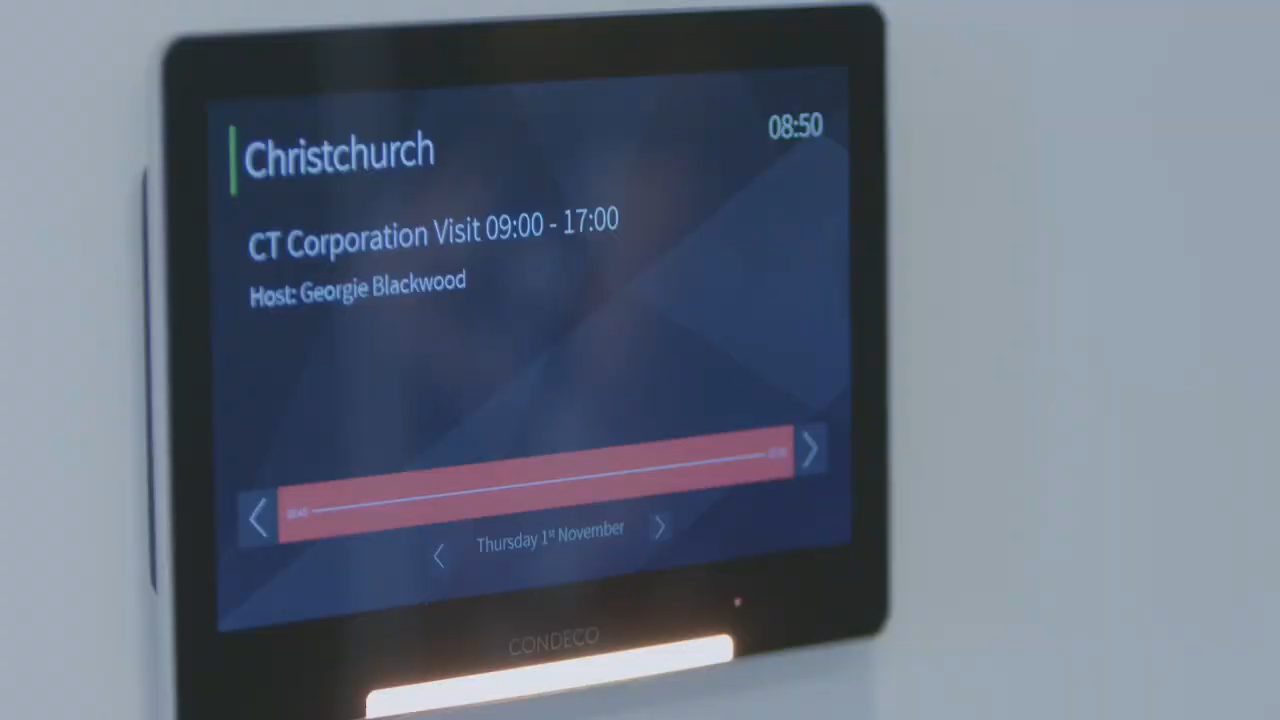 Christchurch
08:50
CT Corporation Visit 09:00 - 17:00
Host: Georgie Blackwood
Thursday 1st November
CONDECO